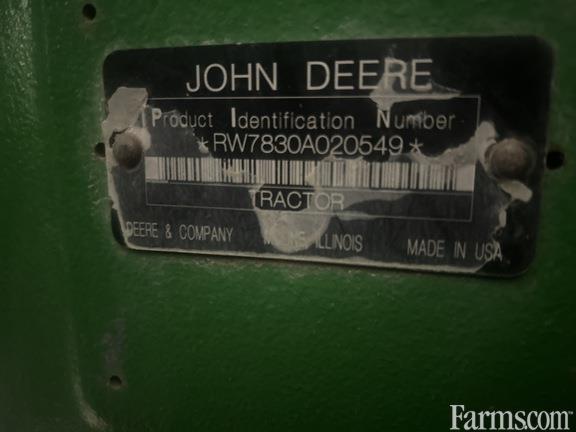 JOHN DEERE
Product Identification Number
*RW7830A020549*
TRACTOR
DEERE & COMPANY ILLINOIS MADE IN USA
Farms.com